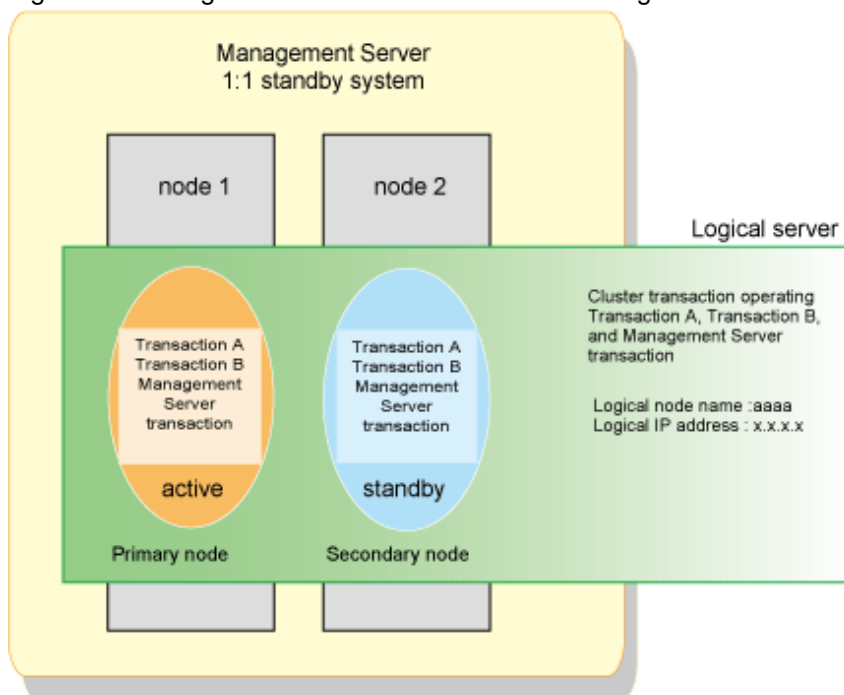 Management Server
1:1 standby system
node 1
node 2
Logical server
Transaction A
Transaction B
Management
Server
transaction
active
Primary node
Transaction A
Transaction B
Management
Server
transaction
standby
Secondary node
Cluster transaction operating
Transaction A, Transaction B,
and Management Server
transaction
Logical node name :aaaa
Logical IP address : x.x.x.x